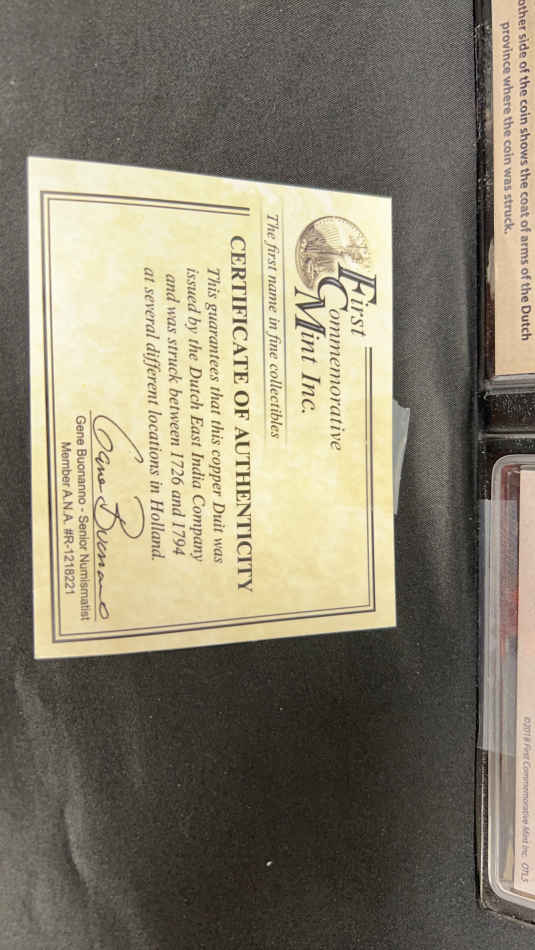 other side of the coin shows the coat of arms of the Dutch
province where the coin was struck.
First
Commemorative
Mint Inc.
The first name in fine collectibles
CERTIFICATE OF AUTHENTICITY
This guarantees that this copper Duit was
issued by the Dutch East India Company
and was struck between 1726 and 1794
at several different locations in Holland.
Gene Buonanno
Gene Buonanno - Senior Numismatist
Member A.N.A. #R-1218221
©2018 First Commemorative Mint Inc. OTLS